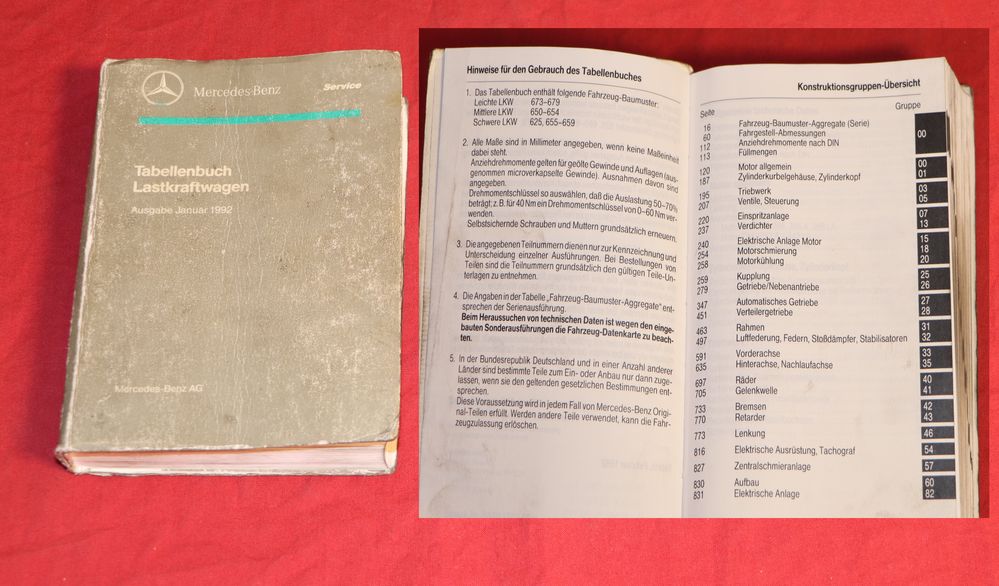 Mercedes-Benz
Service
Tabellenbuch
Lastkraftwagen
Ausgabe Januar 1992
Mercedes-Benz AG
Hinweise für den Gebrauch des Tabellenbuches
1. Das Tabellenbuch enthält folgende Fahrzeug-Baumuster:
Leichte LKW 673–679
Mittlere LKW 650–654
Schwere LKW 625, 655–659
2. Alle Maße sind in Millimeter angegeben, wenn keine Maßeinheit
dabei steht.
Anziehdrehmomente gelten für geölte Gewinde und Auflagen (aus-
genommen microverkapselte Gewinde). Ausnahmen davon sind
angegeben.
Drehmomentschlüssel so auswählen, daß die Auslastung 50–70%
beträgt; z.B. für 40 Nm ein Drehmomentschlüssel von 0–60 Nm ver-
wenden.
Selbstsichernde Schrauben und Muttern grundsätzlich erneuern.
3. Die angegebenen Teilnummern dienen nur zur Kennzeichnung und
Unterscheidung einzelner Ausführungen. Bei Bestellungen von
Teilen sind die Teilnummern grundsätzlich den gültigen Teile-Un-
terlagen zu entnehmen.
4. Die Angaben in der Tabelle „Fahrzeug-Baumuster-Aggregate" ent-
sprechen der Serienausführung.
Beim Heraussuchen von technischen Daten ist wegen den einge-
bauten Sonderausführungen die Fahrzeug-Datenkarte zu beach-
ten.
5. In der Bundesrepublik Deutschland und in einer Anzahl anderer
Länder sind bestimmte Teile zum Ein- oder Anbau nur dann zuge-
lassen, wenn sie den geltenden gesetzlichen Bestimmungen ent-
sprechen.
Diese Voraussetzung wird in jedem Fall von Mercedes-Benz Origi-
nal-Teilen erfüllt. Werden andere Teile verwendet, kann die Fahr-
zeugzulassung erlöschen.
Konstruktionsgruppen-Übersicht
Seite Gruppe
16 Fahrzeug-Baumuster-Aggregate (Serie)
60 Fahrgestell-Abmessungen 00
112 Anziehdrehmomente nach DIN
113 Füllmengen
120 Motor allgemein 00
187 Zylinderkurbelgehäuse, Zylinderkopf 01
195 Triebwerk 03
207 Ventile, Steuerung 05
220 Einspritzanlage 07
237 Verdichter 13
240 Elektrische Anlage Motor 15
254 Motorschmierung 18
258 Motorkühlung 20
259 Kupplung 25
279 Getriebe/Nebenantriebe 26
347 Automatisches Getriebe 27
451 Verteilergetriebe 28
463 Rahmen 31
497 Luftfederung, Federn, Stoßdämpfer, Stabilisatoren 32
591 Vorderachse 33
635 Hinterachse, Nachlaufachse 35
697 Räder 40
705 Gelenkwelle 41
733 Bremsen 42
770 Retarder 43
773 Lenkung 46
816 Elektrische Ausrüstung, Tachograf 54
827 Zentralschmieranlage 57
830 Aufbau 60
831 Elektrische Anlage 82